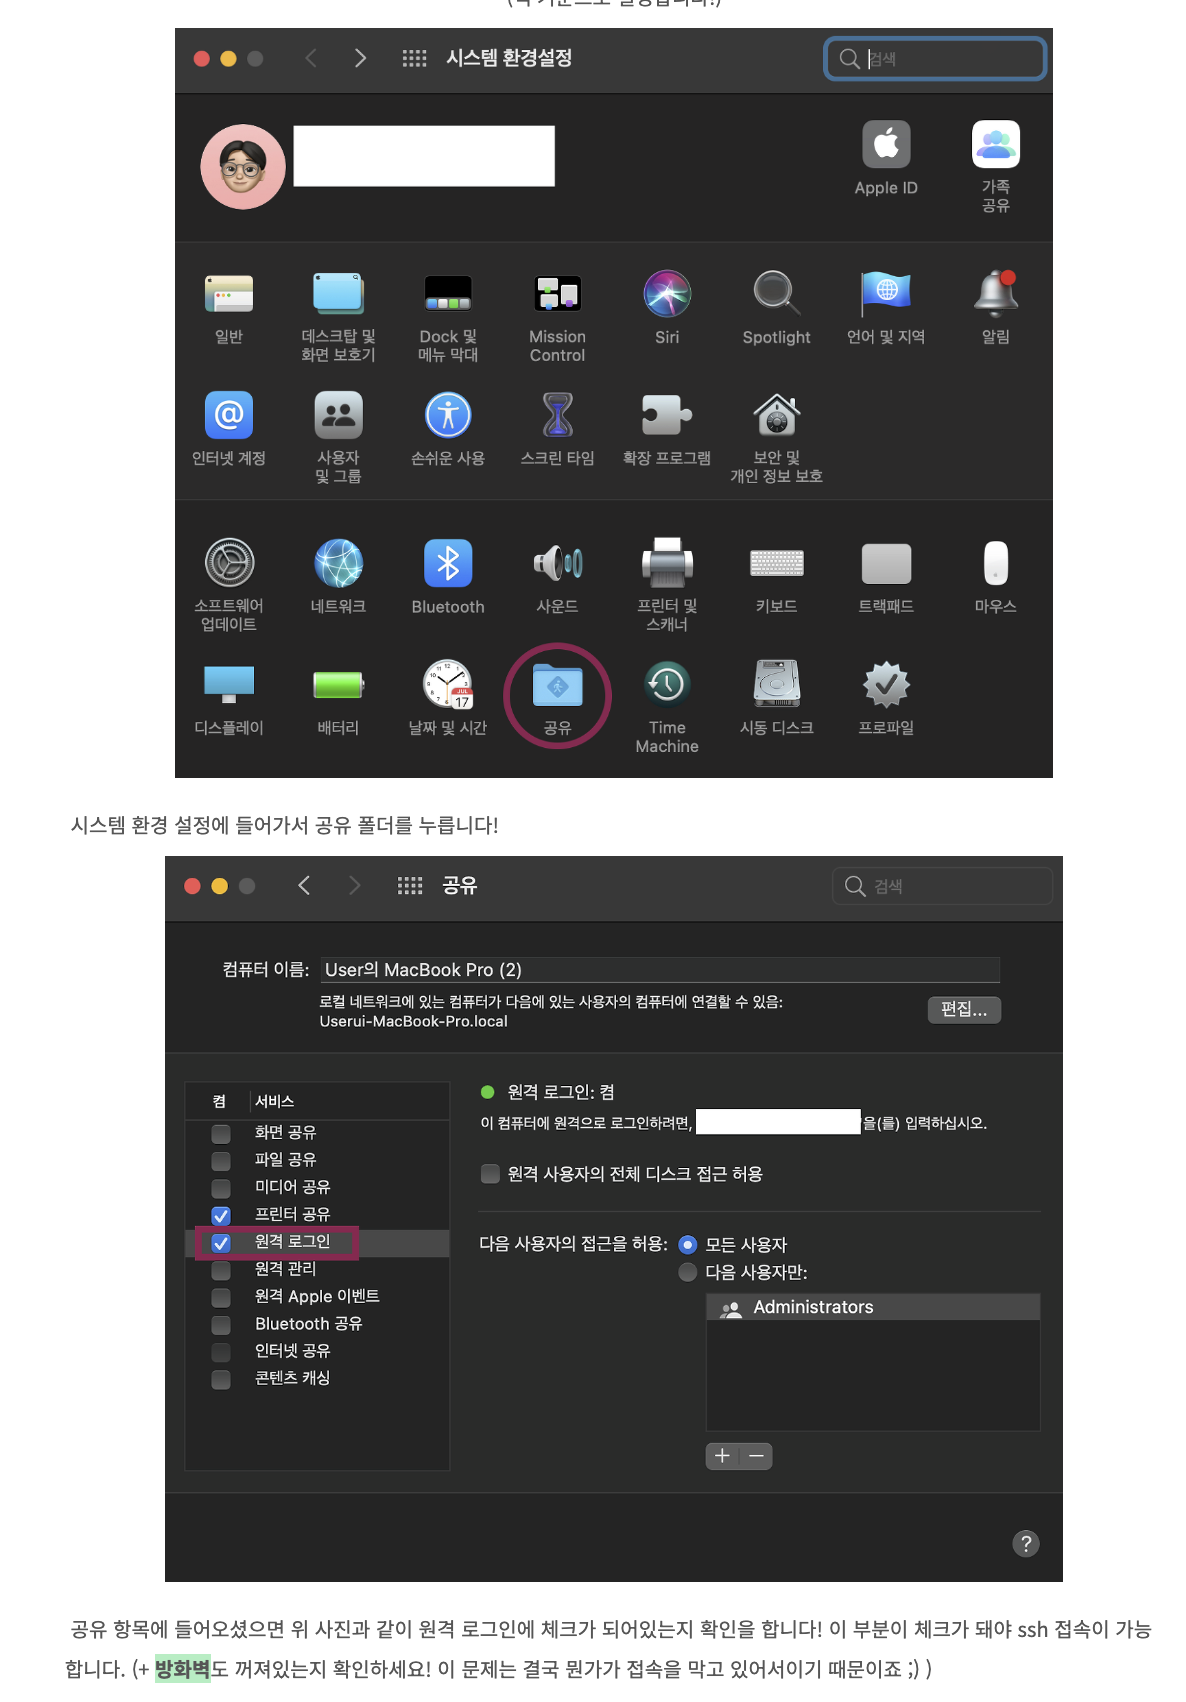 시스템 환경설정
검색
Apple ID
가족
공유
일반
데스크탑 및
화면 보호기
Dock 및
메뉴 막대
Mission
Control
Siri
Spotlight
언어 및 지역
알림
인터넷 계정
사용자
및 그룹
손쉬운 사용
스크린 타임
확장 프로그램
보안 및
개인 정보 보호
소프트웨어
업데이트
네트워크
Bluetooth
사운드
프린터 및
스캐너
키보드
트랙패드
마우스
디스플레이
배터리
JUL
17
날짜 및 시간
공유
Time
Machine
시동 디스크
프로파일
시스템 환경 설정에 들어가서 공유 폴더를 누릅니다!
공유
검색
컴퓨터 이름: User의 MacBook Pro (2)
로컬 네트워크에 있는 컴퓨터가 다음에 있는 사용자의 컴퓨터에 연결할 수 있음:
Userui-MacBook-Pro.local
편집...
켬 서비스
화면 공유
파일 공유
미디어 공유
프린터 공유
원격 로그인
원격 관리
원격 Apple 이벤트
Bluetooth 공유
인터넷 공유
콘텐츠 캐싱
원격 로그인: 켬
이 컴퓨터에 원격으로 로그인하려면, 을(를) 입력하십시오.
원격 사용자의 전체 디스크 접근 허용
다음 사용자의 접근을 허용: 모든 사용자
다음 사용자만:
Administrators
+ −
?
공유 항목에 들어오셨으면 위 사진과 같이 원격 로그인에 체크가 되어있는지 확인을 합니다! 이 부분이 체크가 돼야 ssh 접속이 가능
합니다. (+ 방화벽도 꺼져있는지 확인하세요! 이 문제는 결국 뭔가가 접속을 막고 있어서이기 때문이죠 ;) )